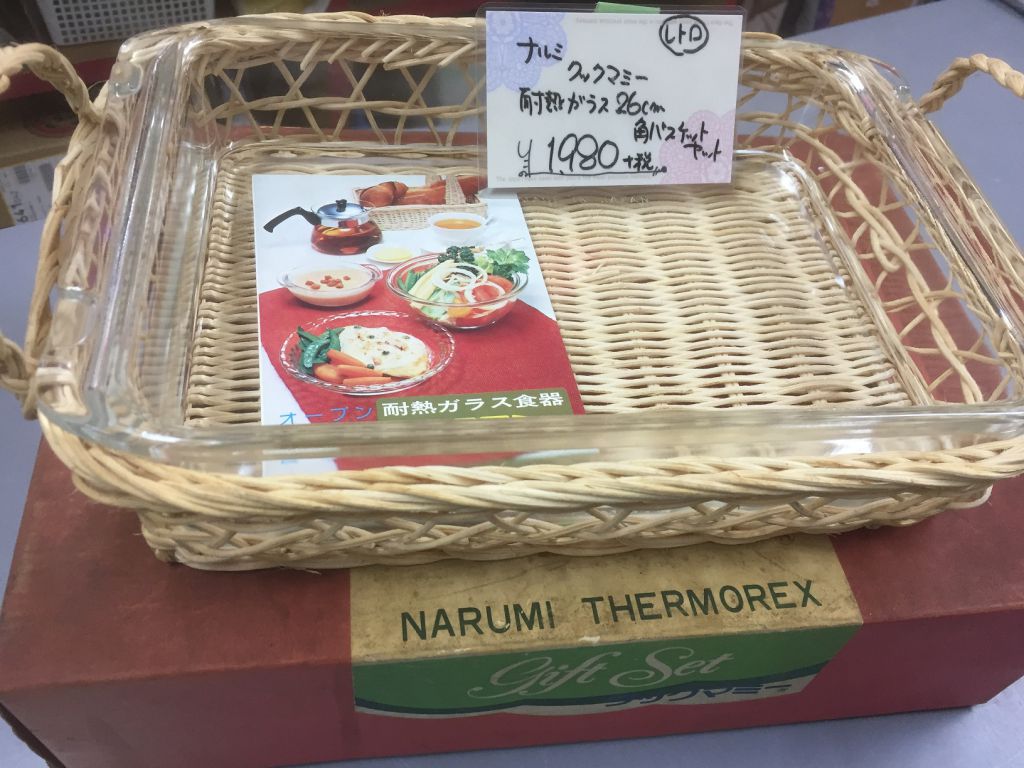 レトロ
ナルミ
クックマミー
耐熱ガラス 26cm
角バスケット
セット
¥1,980+税
オーブン 耐熱ガラス食器
NARUMI THERMOREX
Gift Set
クックマミー